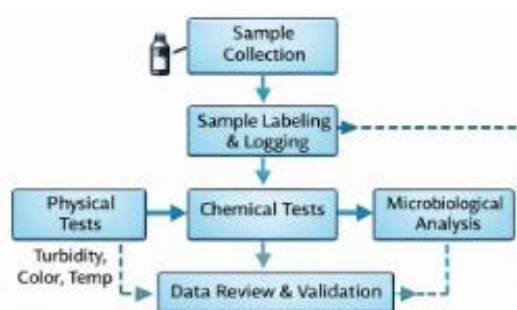 Sample
Collection
Sample Labeling
& Logging
Physical
Tests
Chemical Tests
Microbiological
Analysis
Turbidity,
Color, Temp
Data Review & Validation